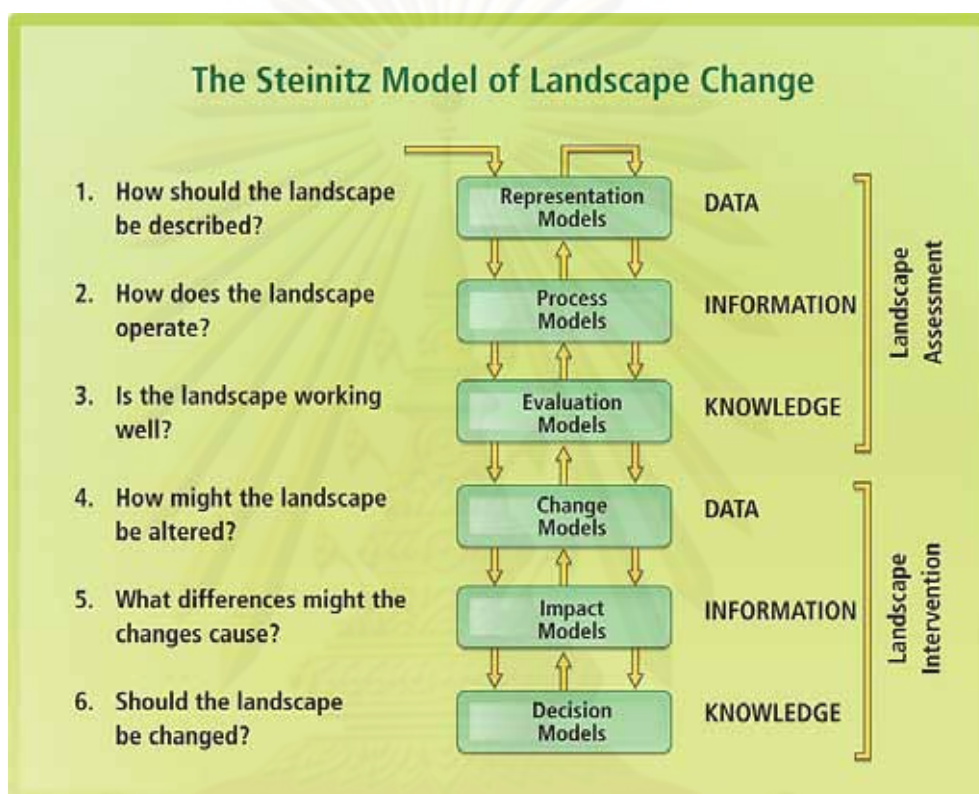 The Steinitz Model of Landscape Change
1. How should the landscape
be described?
Representation
Models
DATA
2. How does the landscape
operate?
Process
Models
INFORMATION
3. Is the landscape working
well?
Evaluation
Models
KNOWLEDGE
Landscape
Assessment
4. How might the landscape
be altered?
Change
Models
DATA
5. What differences might the
changes cause?
Impact
Models
INFORMATION
6. Should the landscape
be changed?
Decision
Models
KNOWLEDGE
Landscape
Intervention